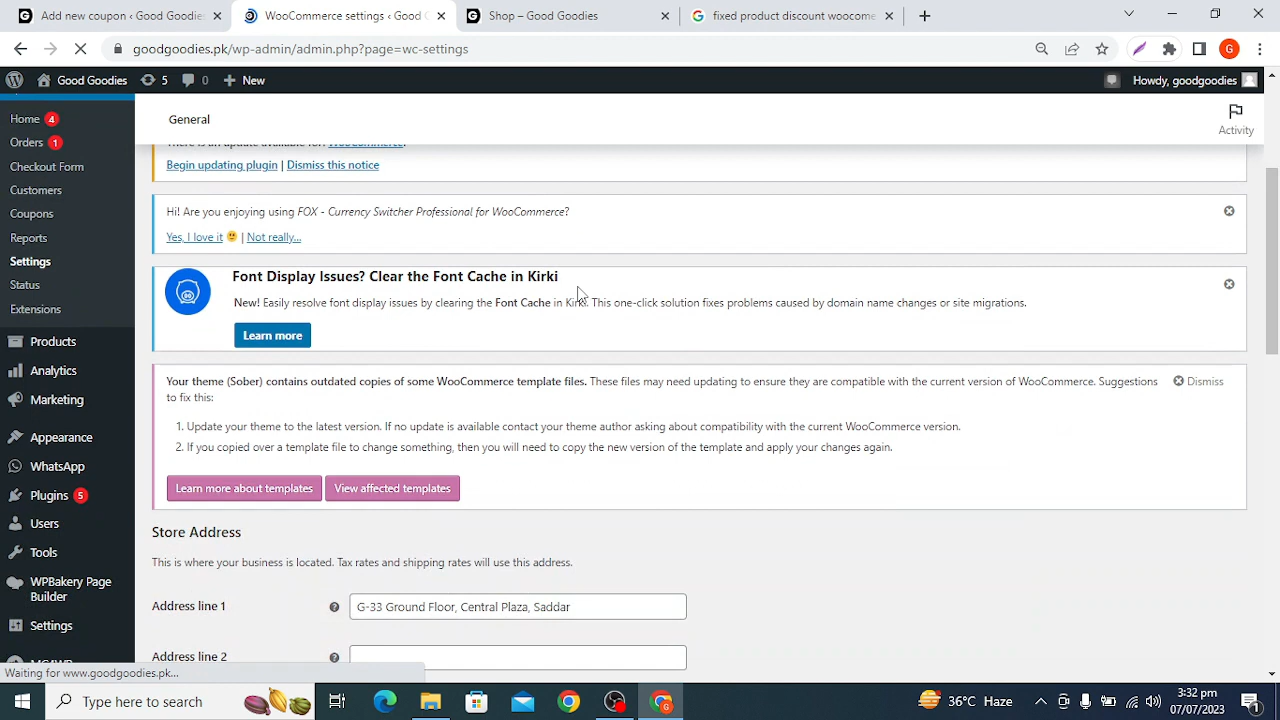 Add new coupon ‹ Good Goodies
WooCommerce settings ‹ Good G
Shop – Good Goodies
fixed product discount woocome
goodgoodies.pk/wp-admin/admin.php?page=wc-settings
G
Good Goodies
5
0
New
Howdy, goodgoodies
Home 4
Orders 1
Checkout Form
Customers
Coupons
Reports
Settings
Status
Extensions
Products
Analytics
Marketing
Appearance
WhatsApp
Plugins 5
Users
Tools
WPBakery Page
Builder
Settings
MC4WP
General
Activity
There is an update available for: WooCommerce.
Begin updating plugin | Dismiss this notice
Hi! Are you enjoying using FOX - Currency Switcher Professional for WooCommerce?
Yes, I love it 🙂 | Not really...
Font Display Issues? Clear the Font Cache in Kirki
New! Easily resolve font display issues by clearing the Font Cache in Kirki. This one-click solution fixes problems caused by domain name changes or site migrations.
Learn more
Your theme (Sober) contains outdated copies of some WooCommerce template files. These files may need updating to ensure they are compatible with the current version of WooCommerce. Suggestions
to fix this:
Dismiss
1. Update your theme to the latest version. If no update is available contact your theme author asking about compatibility with the current WooCommerce version.
2. If you copied over a template file to change something, then you will need to copy the new version of the template and apply your changes again.
Learn more about templates
View affected templates
Store Address
This is where your business is located. Tax rates and shipping rates will use this address.
Address line 1
G-33 Ground Floor, Central Plaza, Saddar
Address line 2
Waiting for www.goodgoodies.pk...
Type here to search
36°C Haze
3:32 pm
07/07/2023
1